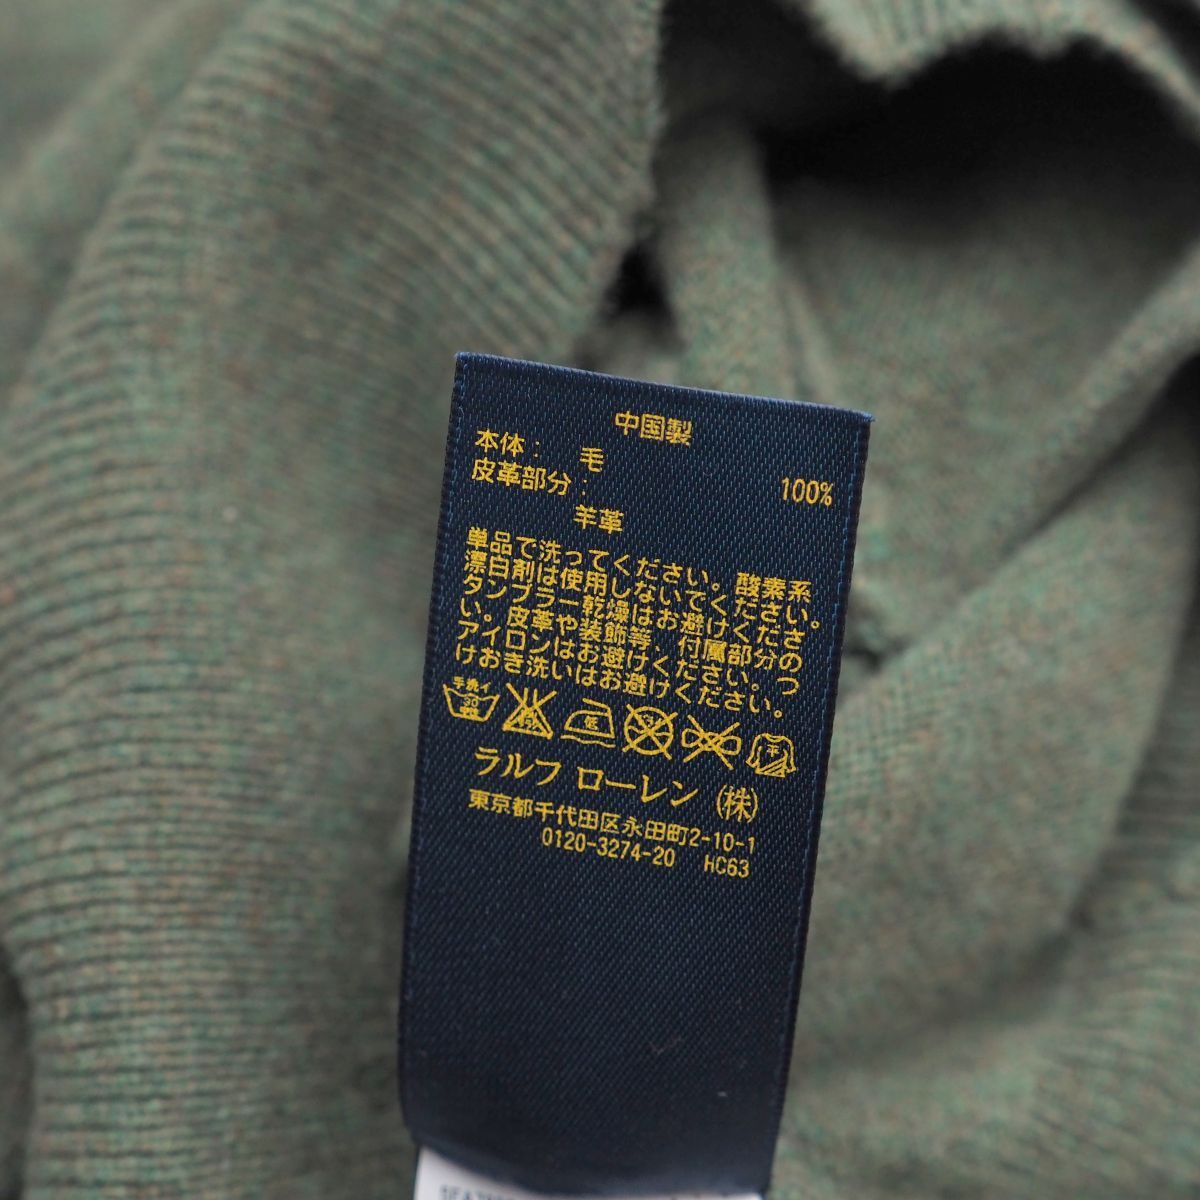 中国製
本体： 毛 100%
皮革部分：
羊革
単品で洗ってください。酸素系
漂白剤は使用しないでください。
タンブラー乾燥はお避けくださ
い。皮革や装飾等 付属部分の
アイロンはお避けください。つ
けおき洗いはお避けください。
手洗イ
30
ラルフ ローレン（株）
東京都千代田区永田町2-10-1
0120-3274-20 HC63